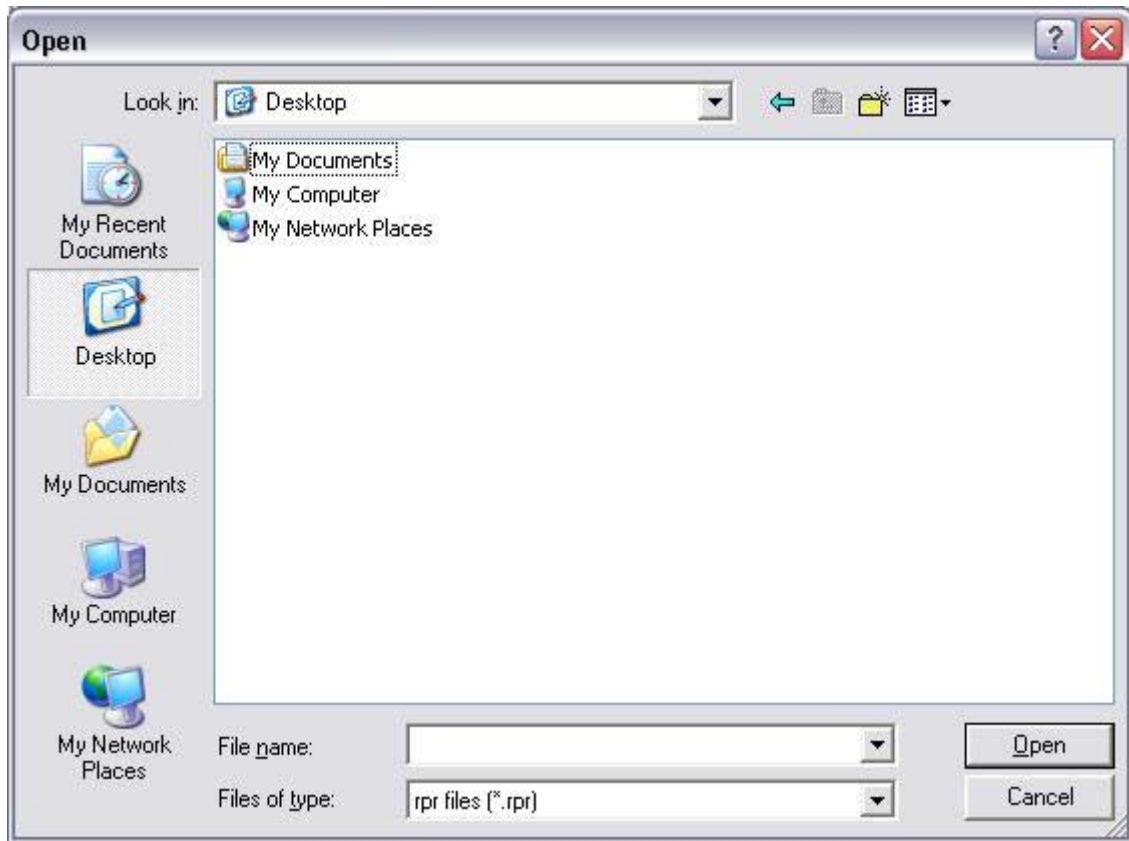 Open
Look in: Desktop
My Documents
My Computer
My Network Places
My Recent
Documents
Desktop
My Documents
My Computer
My Network
Places
File name:
Open
Files of type: rpr files (*.rpr)
Cancel